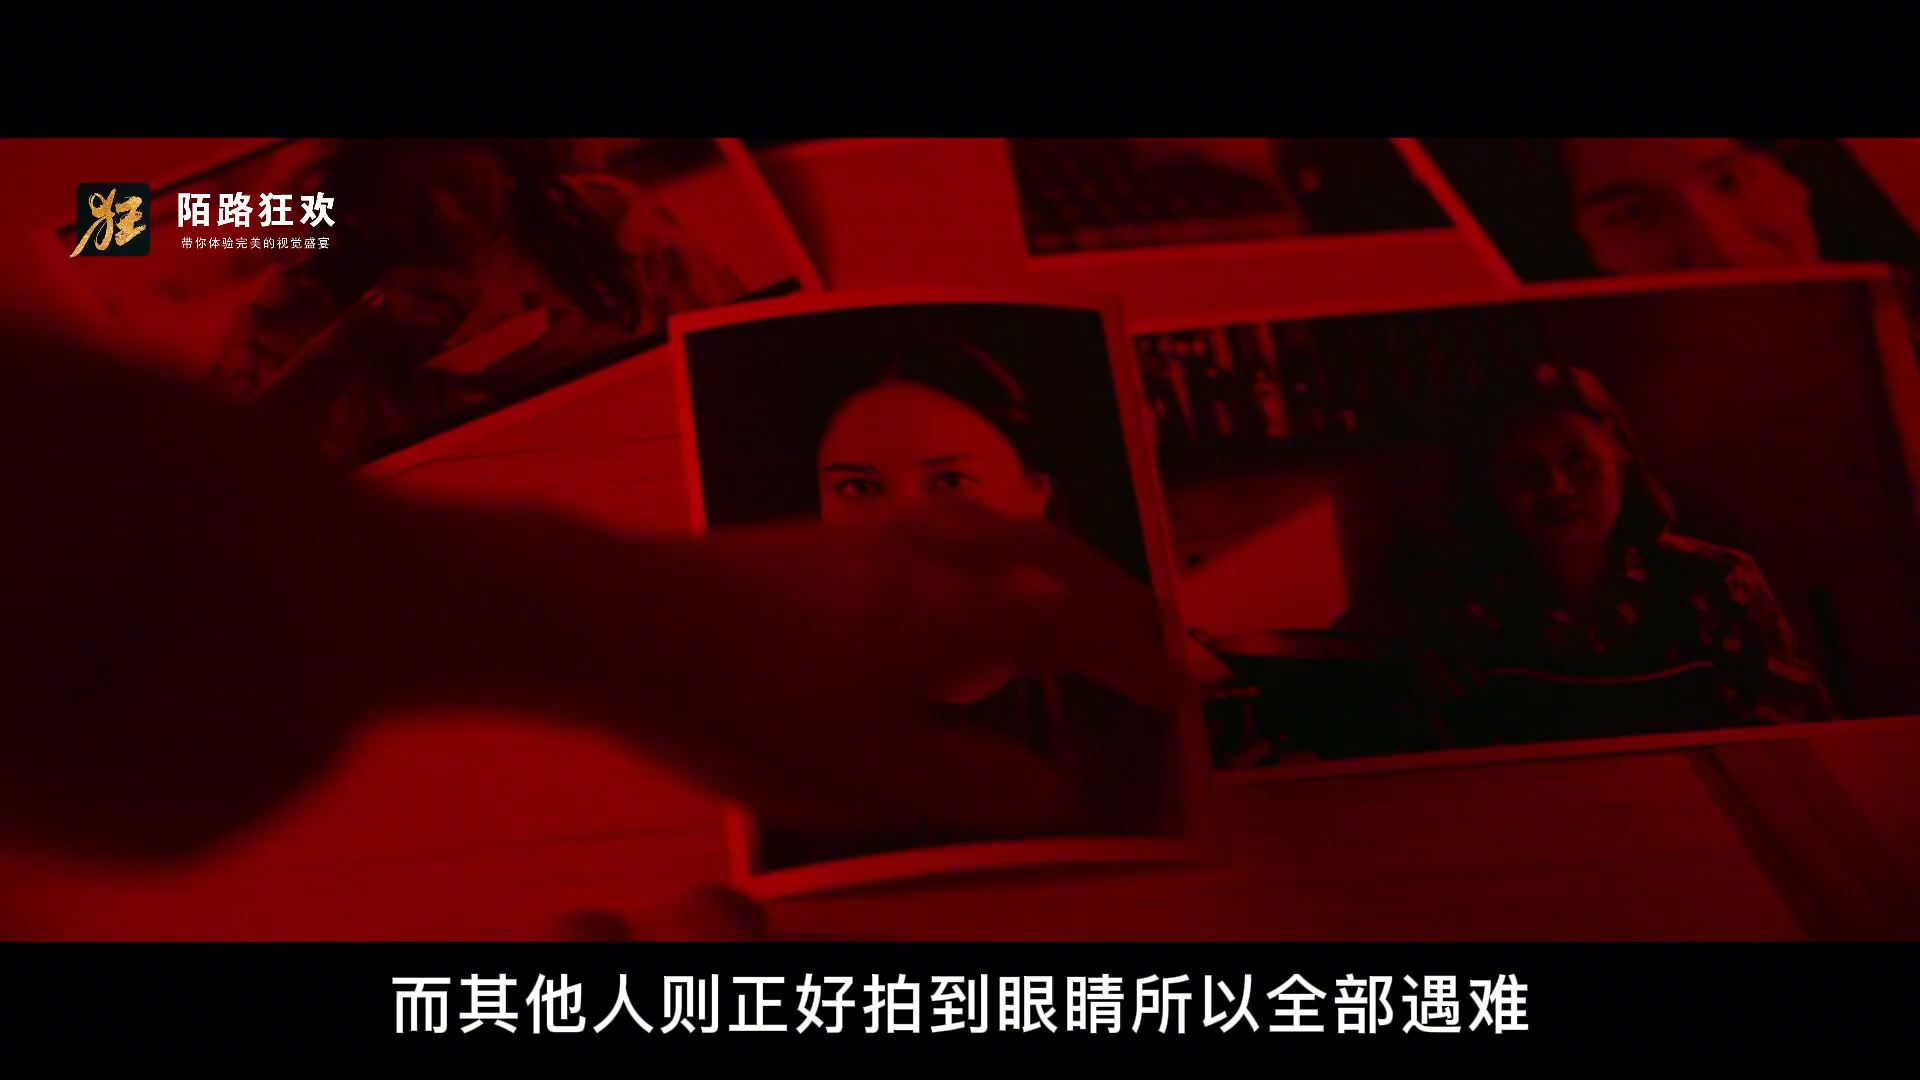 狂
陌路狂欢
带你体验完美的视觉盛宴
而其他人则正好拍到眼睛所以全部遇难